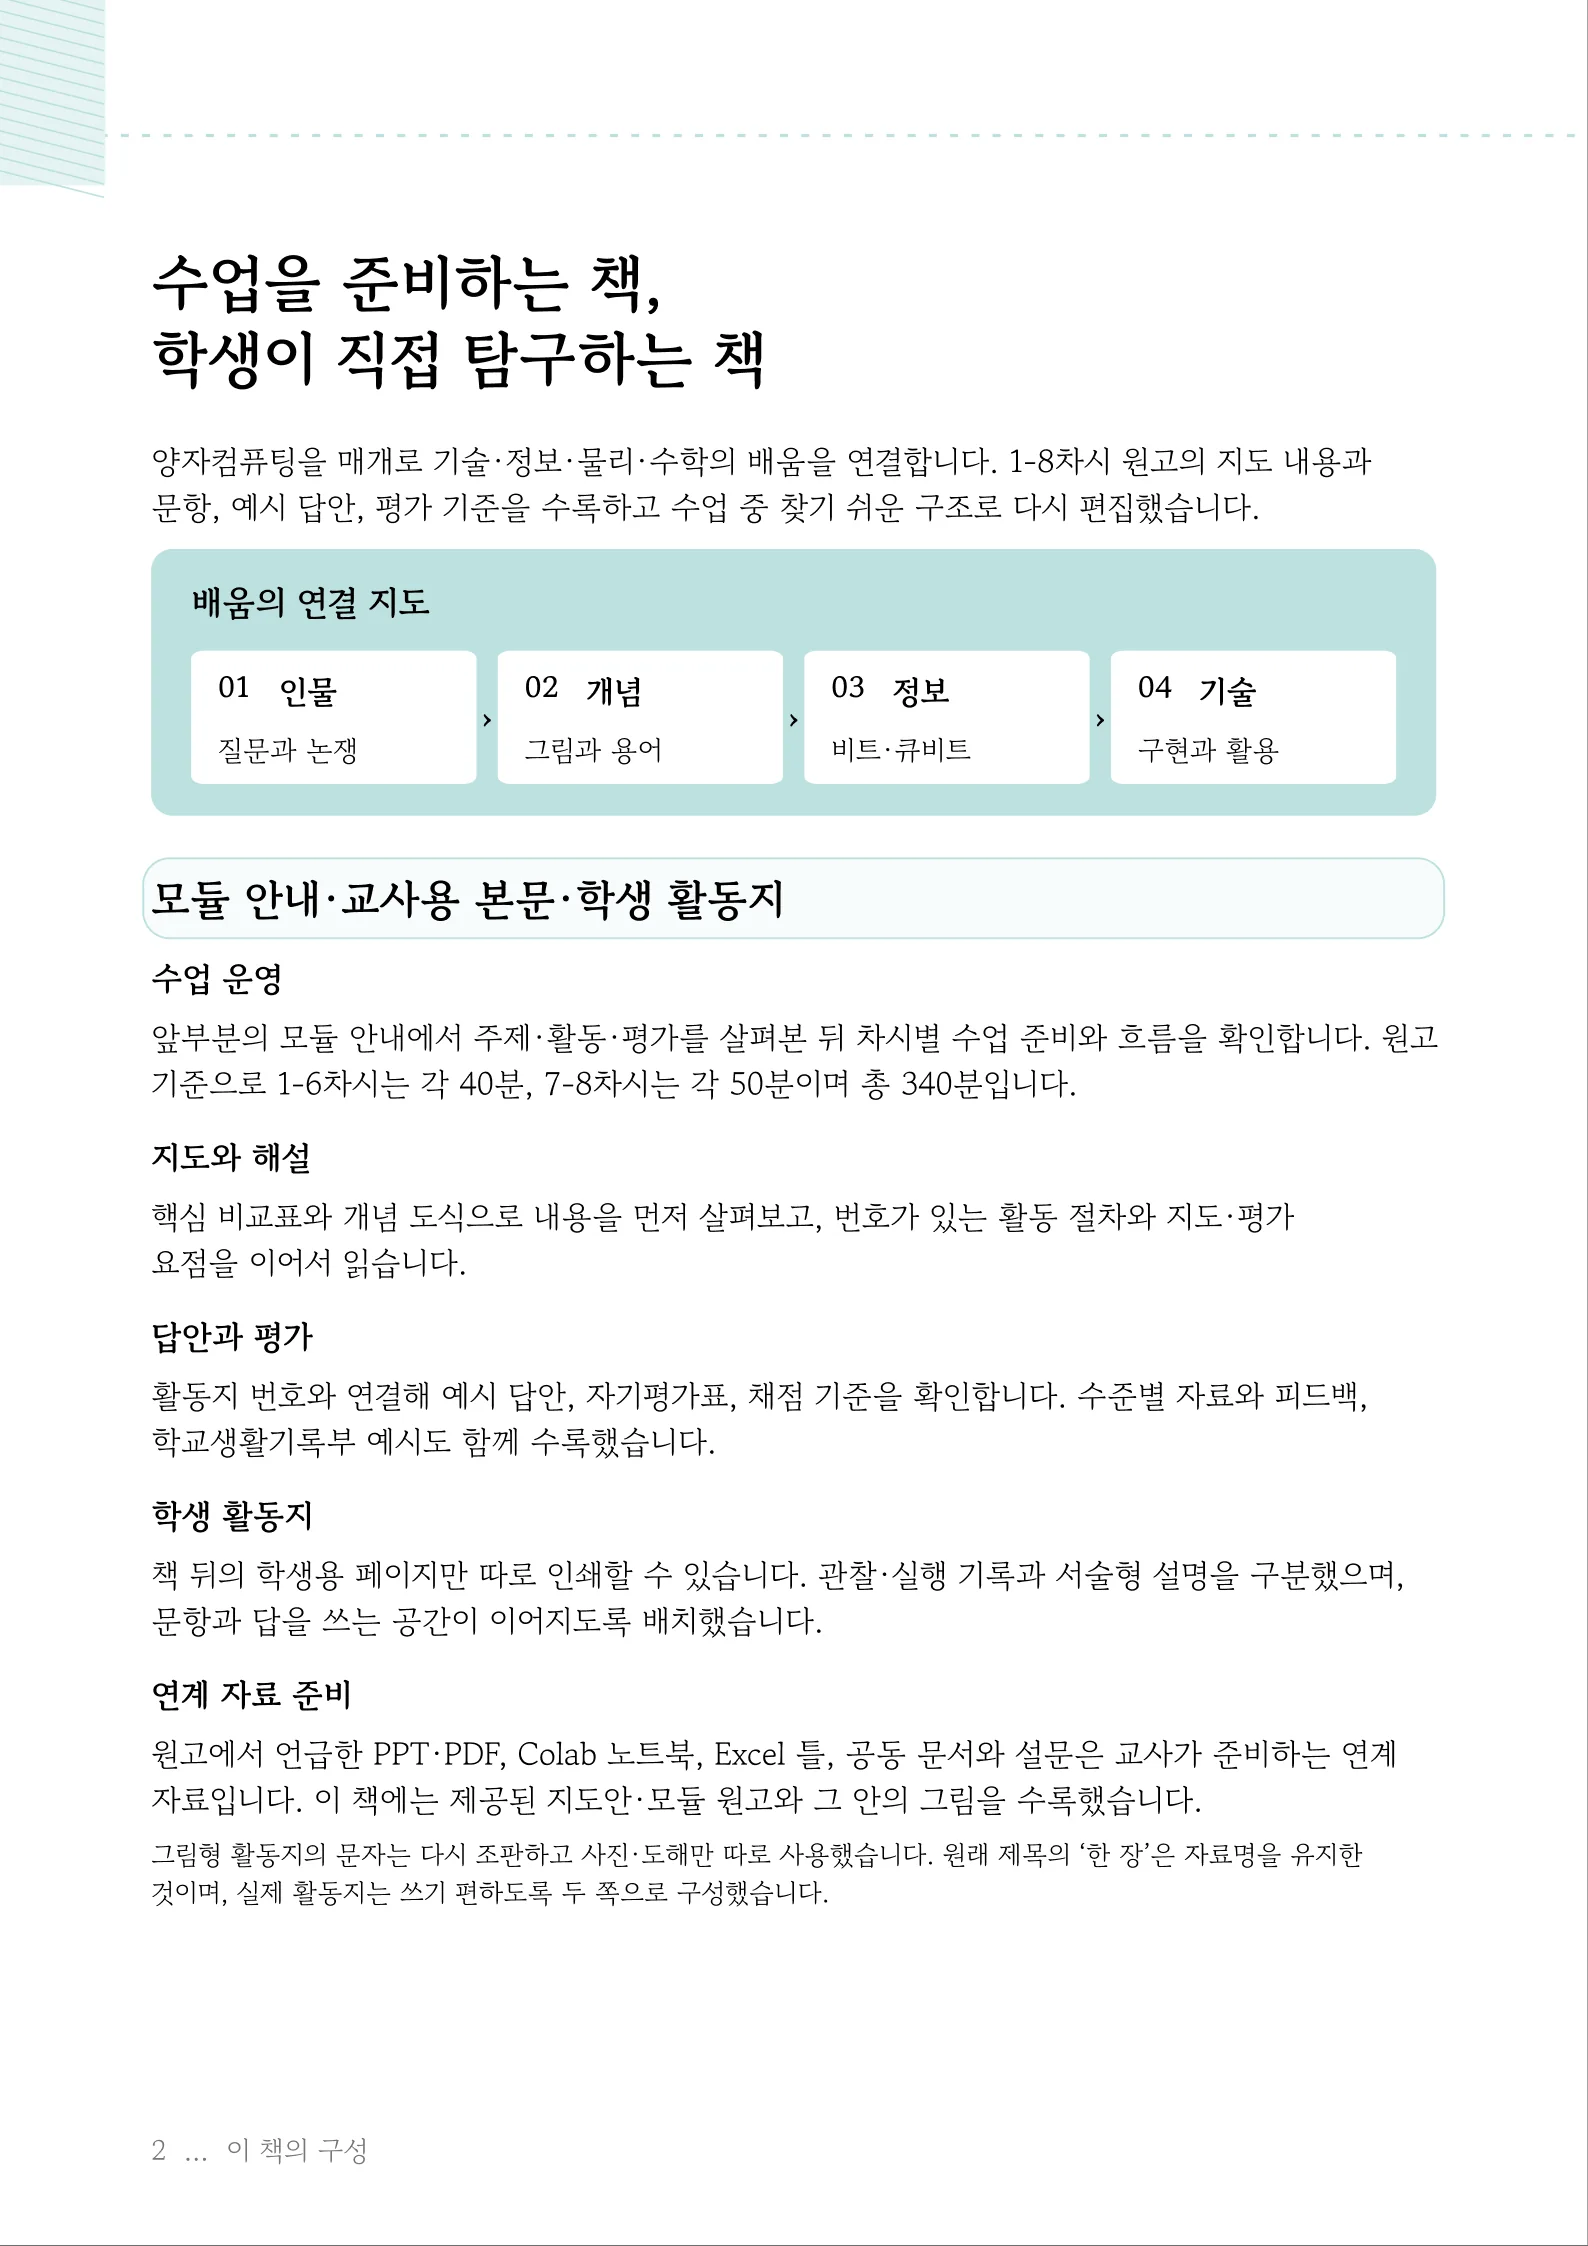 수업을 준비하는 책,
학생이 직접 탐구하는 책
양자컴퓨팅을 매개로 기술·정보·물리·수학의 배움을 연결합니다. 1-8차시 원고의 지도 내용과
문항, 예시 답안, 평가 기준을 수록하고 수업 중 찾기 쉬운 구조로 다시 편집했습니다.
배움의 연결 지도
01 인물
질문과 논쟁
›
02 개념
그림과 용어
›
03 정보
비트·큐비트
›
04 기술
구현과 활용
모듈 안내·교사용 본문·학생 활동지
수업 운영
앞부분의 모듈 안내에서 주제·활동·평가를 살펴본 뒤 차시별 수업 준비와 흐름을 확인합니다. 원고
기준으로 1-6차시는 각 40분, 7-8차시는 각 50분이며 총 340분입니다.
지도와 해설
핵심 비교표와 개념 도식으로 내용을 먼저 살펴보고, 번호가 있는 활동 절차와 지도·평가
요점을 이어서 읽습니다.
답안과 평가
활동지 번호와 연결해 예시 답안, 자기평가표, 채점 기준을 확인합니다. 수준별 자료와 피드백,
학교생활기록부 예시도 함께 수록했습니다.
학생 활동지
책 뒤의 학생용 페이지만 따로 인쇄할 수 있습니다. 관찰·실행 기록과 서술형 설명을 구분했으며,
문항과 답을 쓰는 공간이 이어지도록 배치했습니다.
연계 자료 준비
원고에서 언급한 PPT·PDF, Colab 노트북, Excel 틀, 공동 문서와 설문은 교사가 준비하는 연계
자료입니다. 이 책에는 제공된 지도안·모듈 원고와 그 안의 그림을 수록했습니다.
그림형 활동지의 문자는 다시 조판하고 사진·도해만 따로 사용했습니다. 원래 제목의 ‘한 장’은 자료명을 유지한
것이며, 실제 활동지는 쓰기 편하도록 두 쪽으로 구성했습니다.
2 ... 이 책의 구성